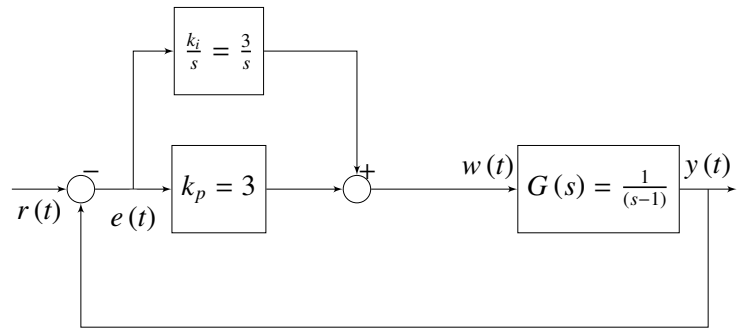 k_i/s = 3/s
−
+
r(t)
e(t)
k_p = 3
w(t)
G(s) = 1/(s−1)
y(t)